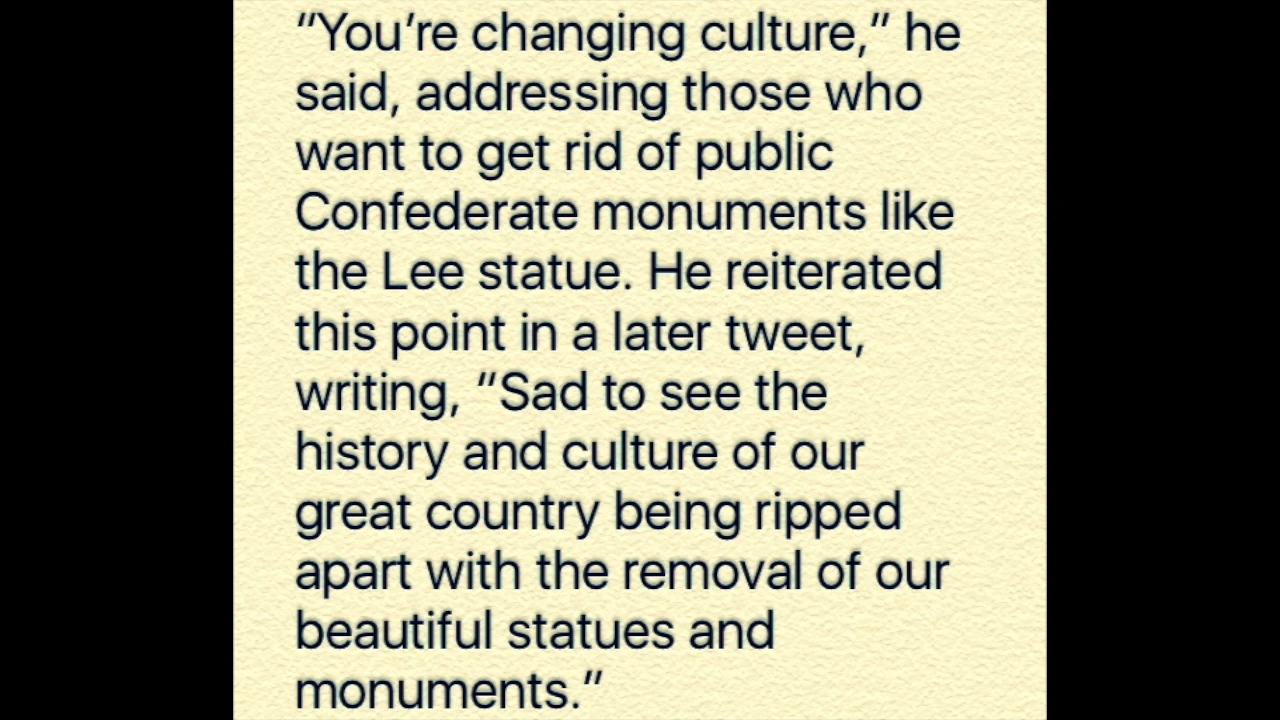 “You’re changing culture,” he
said, addressing those who
want to get rid of public
Confederate monuments like
the Lee statue. He reiterated
this point in a later tweet,
writing, “Sad to see the
history and culture of our
great country being ripped
apart with the removal of our
beautiful statues and
monuments.”